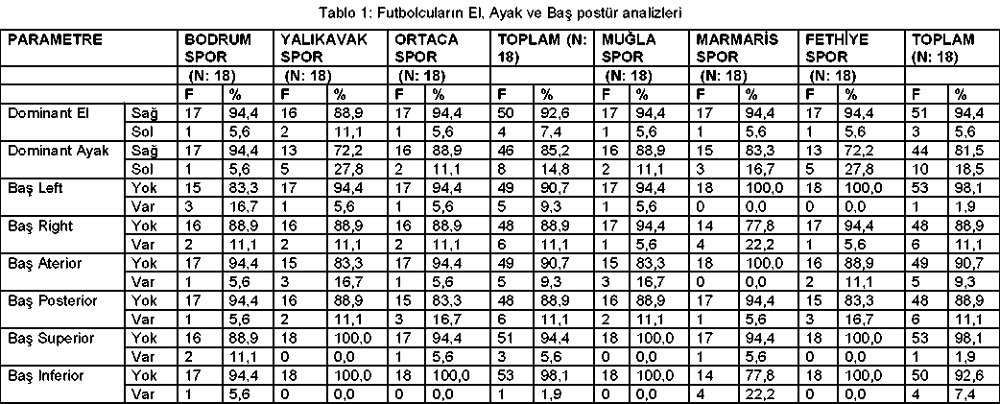 Tablo 1: Futbolcuların El, Ayak ve Baş postür analizleri
PARAMETRE BODRUM SPOR YALIKAVAK SPOR ORTACA SPOR TOPLAM (N: 18) MUĞLA SPOR MARMARİS SPOR FETHİYE SPOR TOPLAM (N: 18)
(N: 18) (N: 18) (N: 18) (N: 18) (N: 18) (N: 18)
F % F % F % F % F % F % F % F %
Dominant El Sağ 17 94,4 16 88,9 17 94,4 50 92,6 17 94,4 17 94,4 17 94,4 51 94,4
Sol 1 5,6 2 11,1 1 5,6 4 7,4 1 5,6 1 5,6 1 5,6 3 5,6
Dominant Ayak Sağ 17 94,4 13 72,2 16 88,9 46 85,2 16 88,9 15 83,3 13 72,2 44 81,5
Sol 1 5,6 5 27,8 2 11,1 8 14,8 2 11,1 3 16,7 5 27,8 10 18,5
Baş Left Yok 15 83,3 17 94,4 17 94,4 49 90,7 17 94,4 18 100,0 18 100,0 53 98,1
Var 3 16,7 1 5,6 1 5,6 5 9,3 1 5,6 0 0,0 0 0,0 1 1,9
Baş Right Yok 16 88,9 16 88,9 16 88,9 48 88,9 17 94,4 14 77,8 17 94,4 48 88,9
Var 2 11,1 2 11,1 2 11,1 6 11,1 1 5,6 4 22,2 1 5,6 6 11,1
Baş Aterior Yok 17 94,4 15 83,3 17 94,4 49 90,7 15 83,3 18 100,0 16 88,9 49 90,7
Var 1 5,6 3 16,7 1 5,6 5 9,3 3 16,7 0 0,0 2 11,1 5 9,3
Baş Posterior Yok 17 94,4 16 88,9 15 83,3 48 88,9 16 88,9 17 94,4 15 83,3 48 88,9
Var 1 5,6 2 11,1 3 16,7 6 11,1 2 11,1 1 5,6 3 16,7 6 11,1
Baş Superior Yok 16 88,9 18 100,0 17 94,4 51 94,4 18 100,0 17 94,4 18 100,0 53 98,1
Var 2 11,1 0 0,0 1 5,6 3 5,6 0 0,0 1 5,6 0 0,0 1 1,9
Baş Inferior Yok 17 94,4 18 100,0 18 100,0 53 98,1 18 100,0 14 77,8 18 100,0 50 92,6
Var 1 5,6 0 0,0 0 0,0 1 1,9 0 0,0 4 22,2 0 0,0 4 7,4